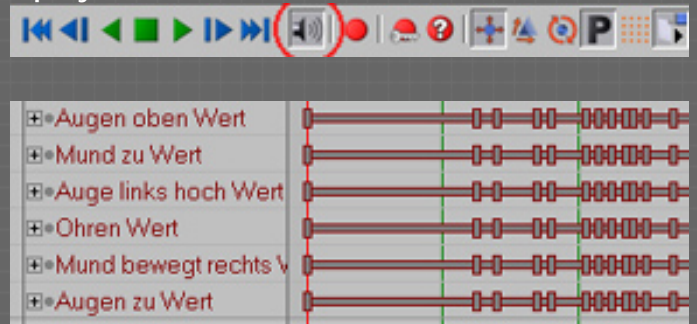 ?
P
Augen oben Wert
Mund zu Wert
Auge links hoch Wert
Ohren Wert
Mund bewegt rechts
Augen zu Wert